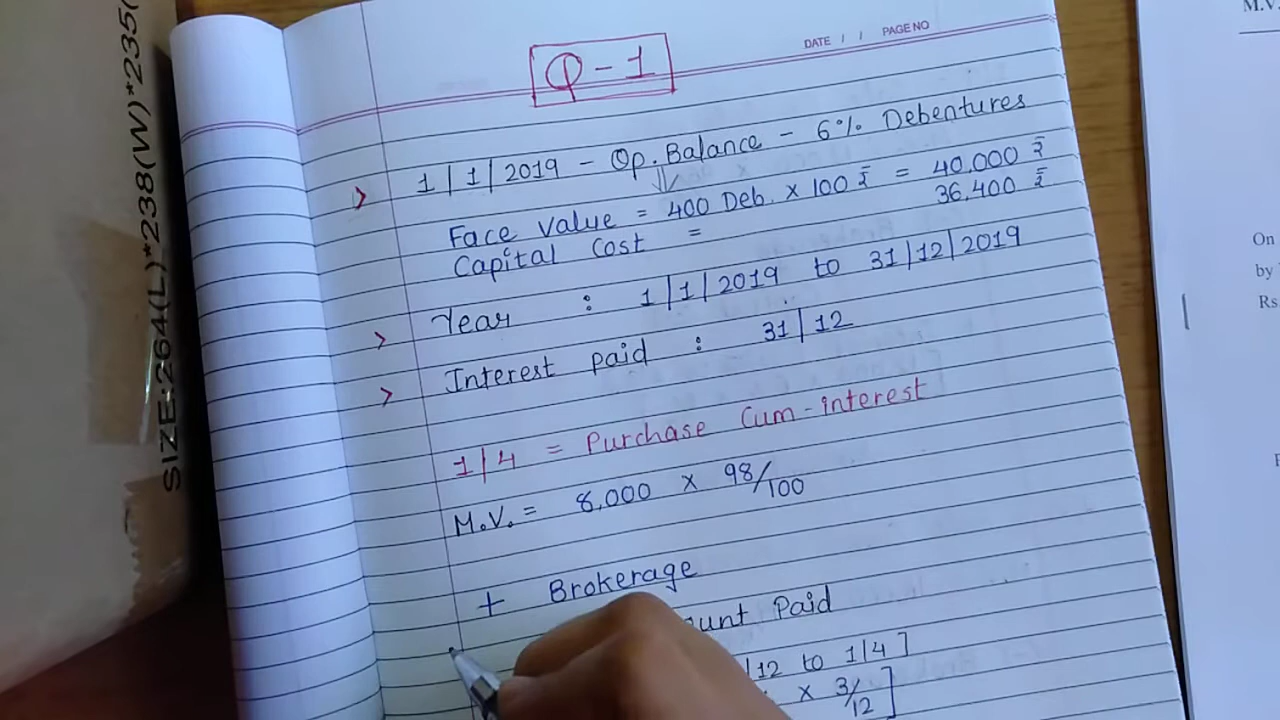 SIZE:264(L)*238(W)*235(
Q - 1
DATE / / PAGE NO
> 1/1/2019 - Op. Balance - 6% Debentures
Face Value = 400 Deb. × 100 ₹ = 40,000 ₹
Capital Cost = 36,400 ₹
> Year : 1/1/2019 to 31/12/2019
> Interest paid : 31/12
1/4 = Purchase Cum-interest
M.V. = 8,000 × 98/100
+ Brokerage
Paid
/12 to 1/4]
× 3/12]
M.V.
On
by
Rs